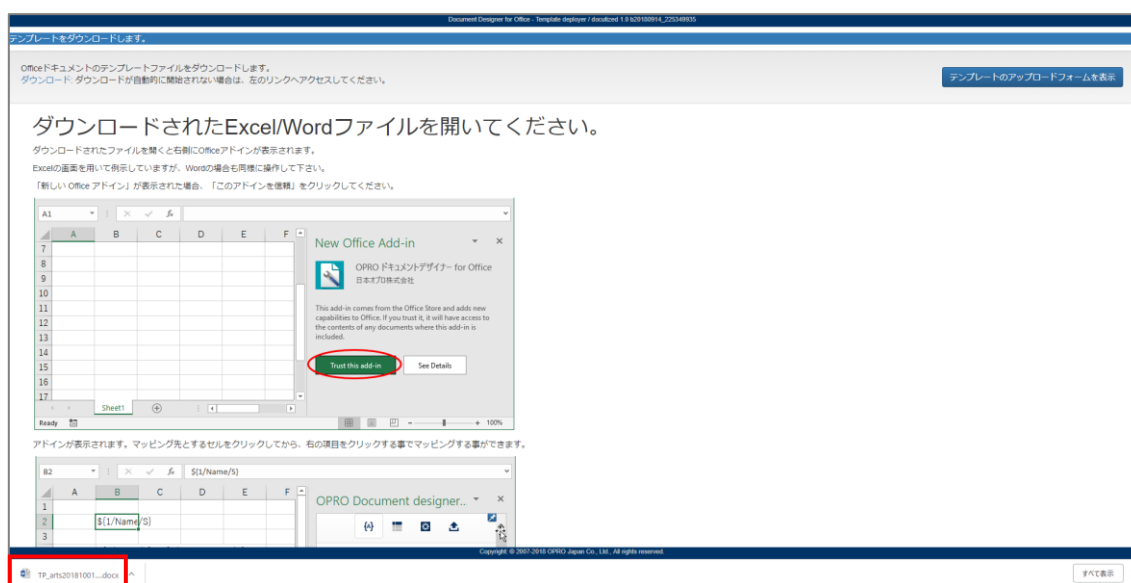 Document Designer for Office - Template deployer / docutized 1.0 b20180914_225349935
テンプレートをダウンロードします。
Officeドキュメントのテンプレートファイルをダウンロードします。
ダウンロード: ダウンロードが自動的に開始されない場合は、左のリンクへアクセスしてください。
テンプレートのアップロードフォームを表示
ダウンロードされたExcel/Wordファイルを開いてください。
ダウンロードされたファイルを開くと右側にOfficeアドインが表示されます。
Excelの画面を用いて例示していますが、Wordの場合も同様に操作して下さい。
「新しい Office アドイン」が表示された場合、「このアドインを信頼」をクリックしてください。
A1
fx
A B C D E F
7
8
9
10
11
12
13
14
15
16
17
New Office Add-in
OPRO ドキュメントデザイナー for Office
日本オプロ株式会社
This add-in comes from the Office Store and adds new
capabilities to Office. If you trust it, it will have access to
the contents of any documents where this add-in is
included.
Trust this add-in See Details
Sheet1
Ready 100%
アドインが表示されます。マッピング先とするセルをクリックしてから、右の項目をクリックする事でマッピングする事ができます。
B2
fx
${1/Name/S}
A B C D E F
1
2 ${1/Name/S}
3
OPRO Document designer..
Copyright © 2007-2018 OPRO Japan Co., Ltd., All rights reserved.
TP_arts20181001....docx
すべて表示